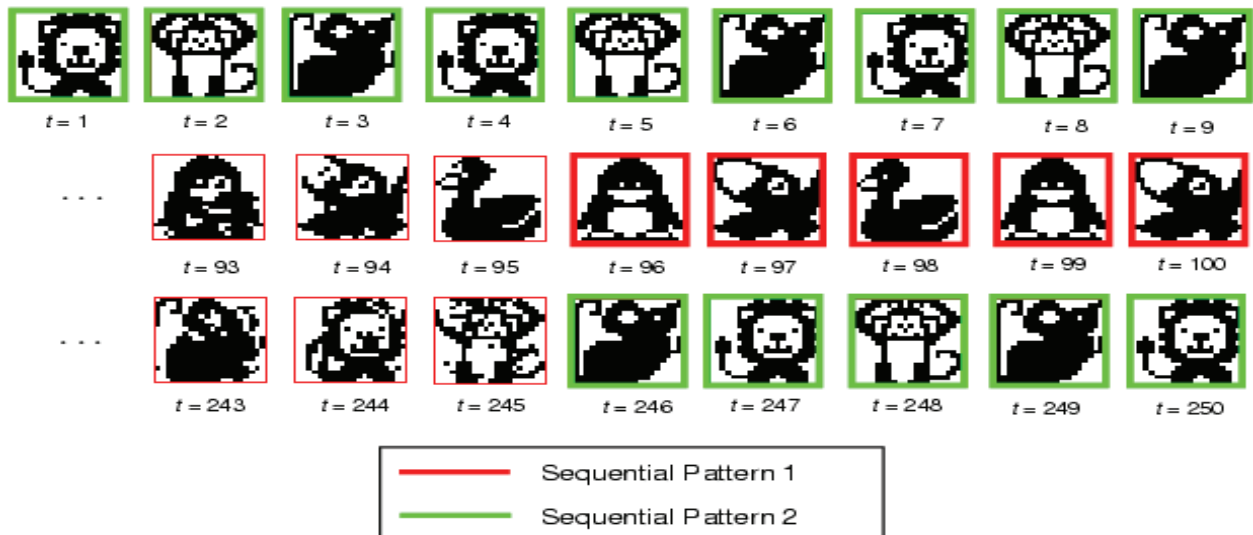 t = 1 t = 2 t = 3 t = 4 t = 5 t = 6 t = 7 t = 8 t = 9
. . .
t = 93 t = 94 t = 95 t = 96 t = 97 t = 98 t = 99 t = 100
. . .
t = 243 t = 244 t = 245 t = 246 t = 247 t = 248 t = 249 t = 250
Sequential Pattern 1
Sequential Pattern 2